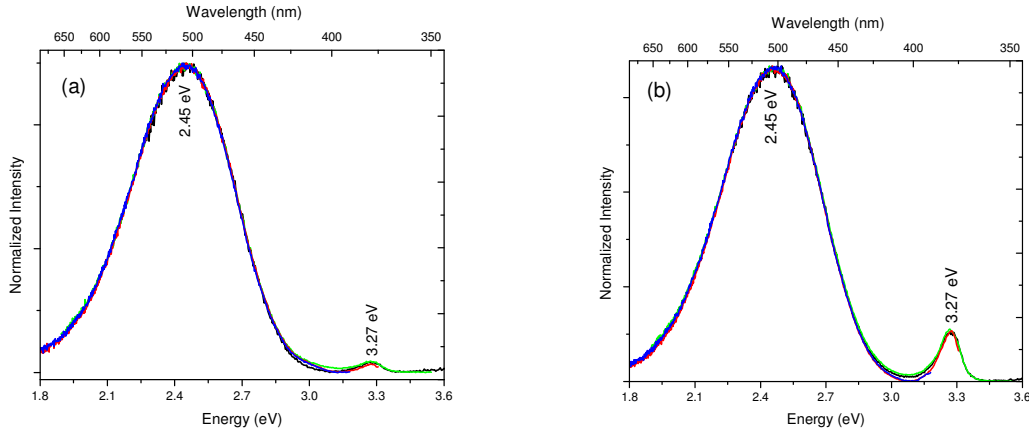 Wavelength (nm)
650 600 550 500 450 400 350
(a)
2.45 eV
3.27 eV
Normalized Intensity
1.8 2.1 2.4 2.7 3.0 3.3 3.6
Energy (eV)
Wavelength (nm)
650 600 550 500 450 400 350
(b)
2.45 eV
3.27 eV
Normalized Intensity
1.8 2.1 2.4 2.7 3.0 3.3 3.6
Energy (eV)